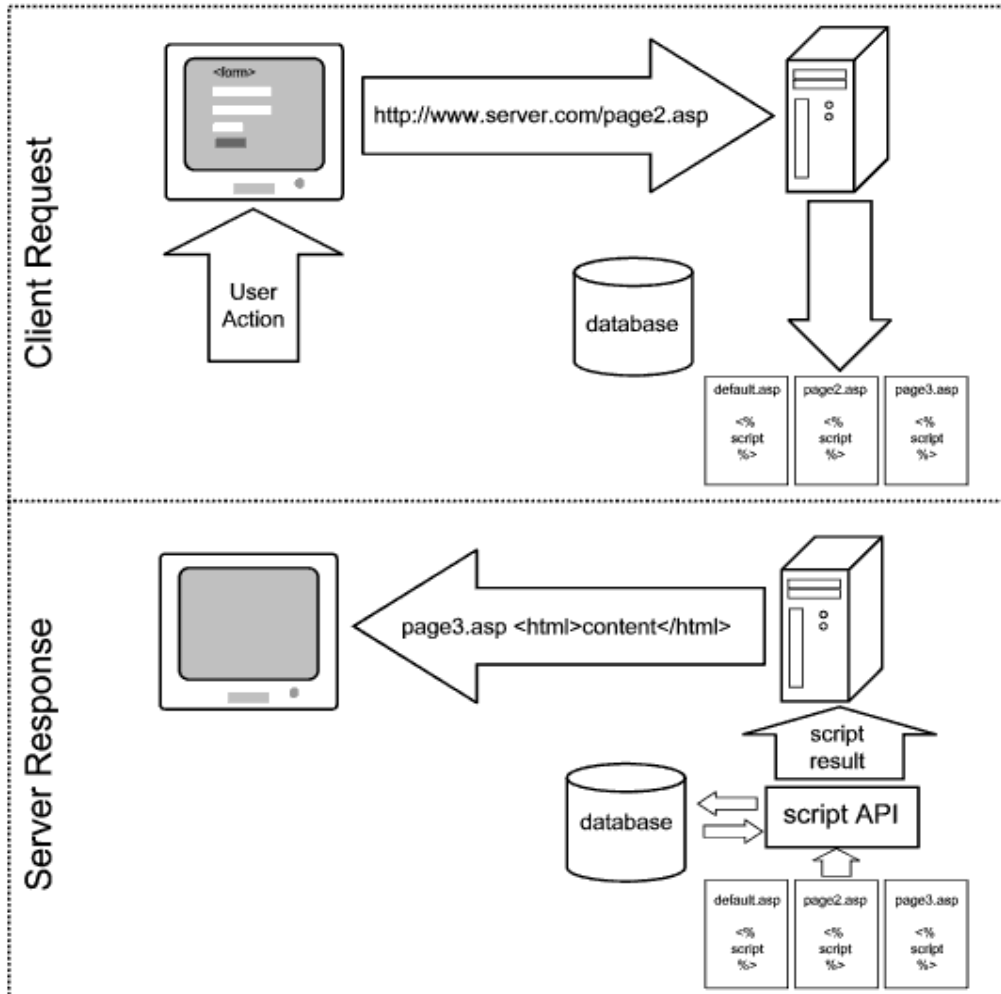 Client Request
<form>
http://www.server.com/page2.asp
User
Action
database
default.asp
<%
script
%>
page2.asp
<%
script
%>
page3.asp
<%
script
%>
Server Response
page3.asp <html>content</html>
script
result
database
script API
default.asp
<%
script
%>
page2.asp
<%
script
%>
page3.asp
<%
script
%>